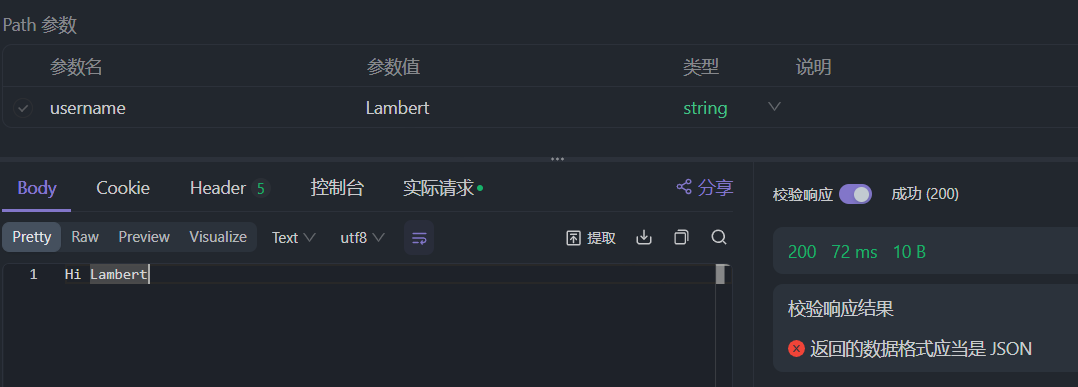 Path 参数
参数名 参数值 类型 说明
username Lambert string
Body Cookie Header 5 控制台 实际请求 分享
Pretty Raw Preview Visualize Text utf8 提取
1 Hi Lambert
校验响应 成功 (200)
200 72 ms 10 B
校验响应结果
返回的数据格式应当是 JSON